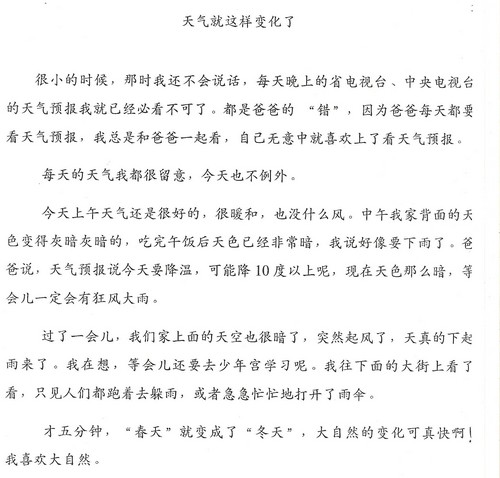 天气就这样变化了
很小的时候，那时我还不会说话，每天晚上的省电视台、中央电视台
的天气预报我就已经必看不可了。都是爸爸的 “错”，因为爸爸每天都要
看天气预报，我总是和爸爸一起看，自己无意中就喜欢上了看天气预报。
每天的天气我都很留意，今天也不例外。
今天上午天气还是很好的，很暖和，也没什么风。中午我家背面的天
色变得灰暗灰暗的，吃完午饭后天色已经非常暗，我说好像要下雨了。爸
爸说，天气预报说今天要降温，可能降 10 度以上呢，现在天色那么暗，等
会儿一定会有狂风大雨。
过了一会儿，我们家上面的天空也很暗了，突然起风了，天真的下起
雨来了。我在想，等会儿还要去少年宫学习呢。我往下面的大街上看了
看，只见人们都跑着去躲雨，或者急急忙忙地打开了雨伞。
才五分钟，“春天”就变成了“冬天”，大自然的变化可真快啊！
我喜欢大自然。